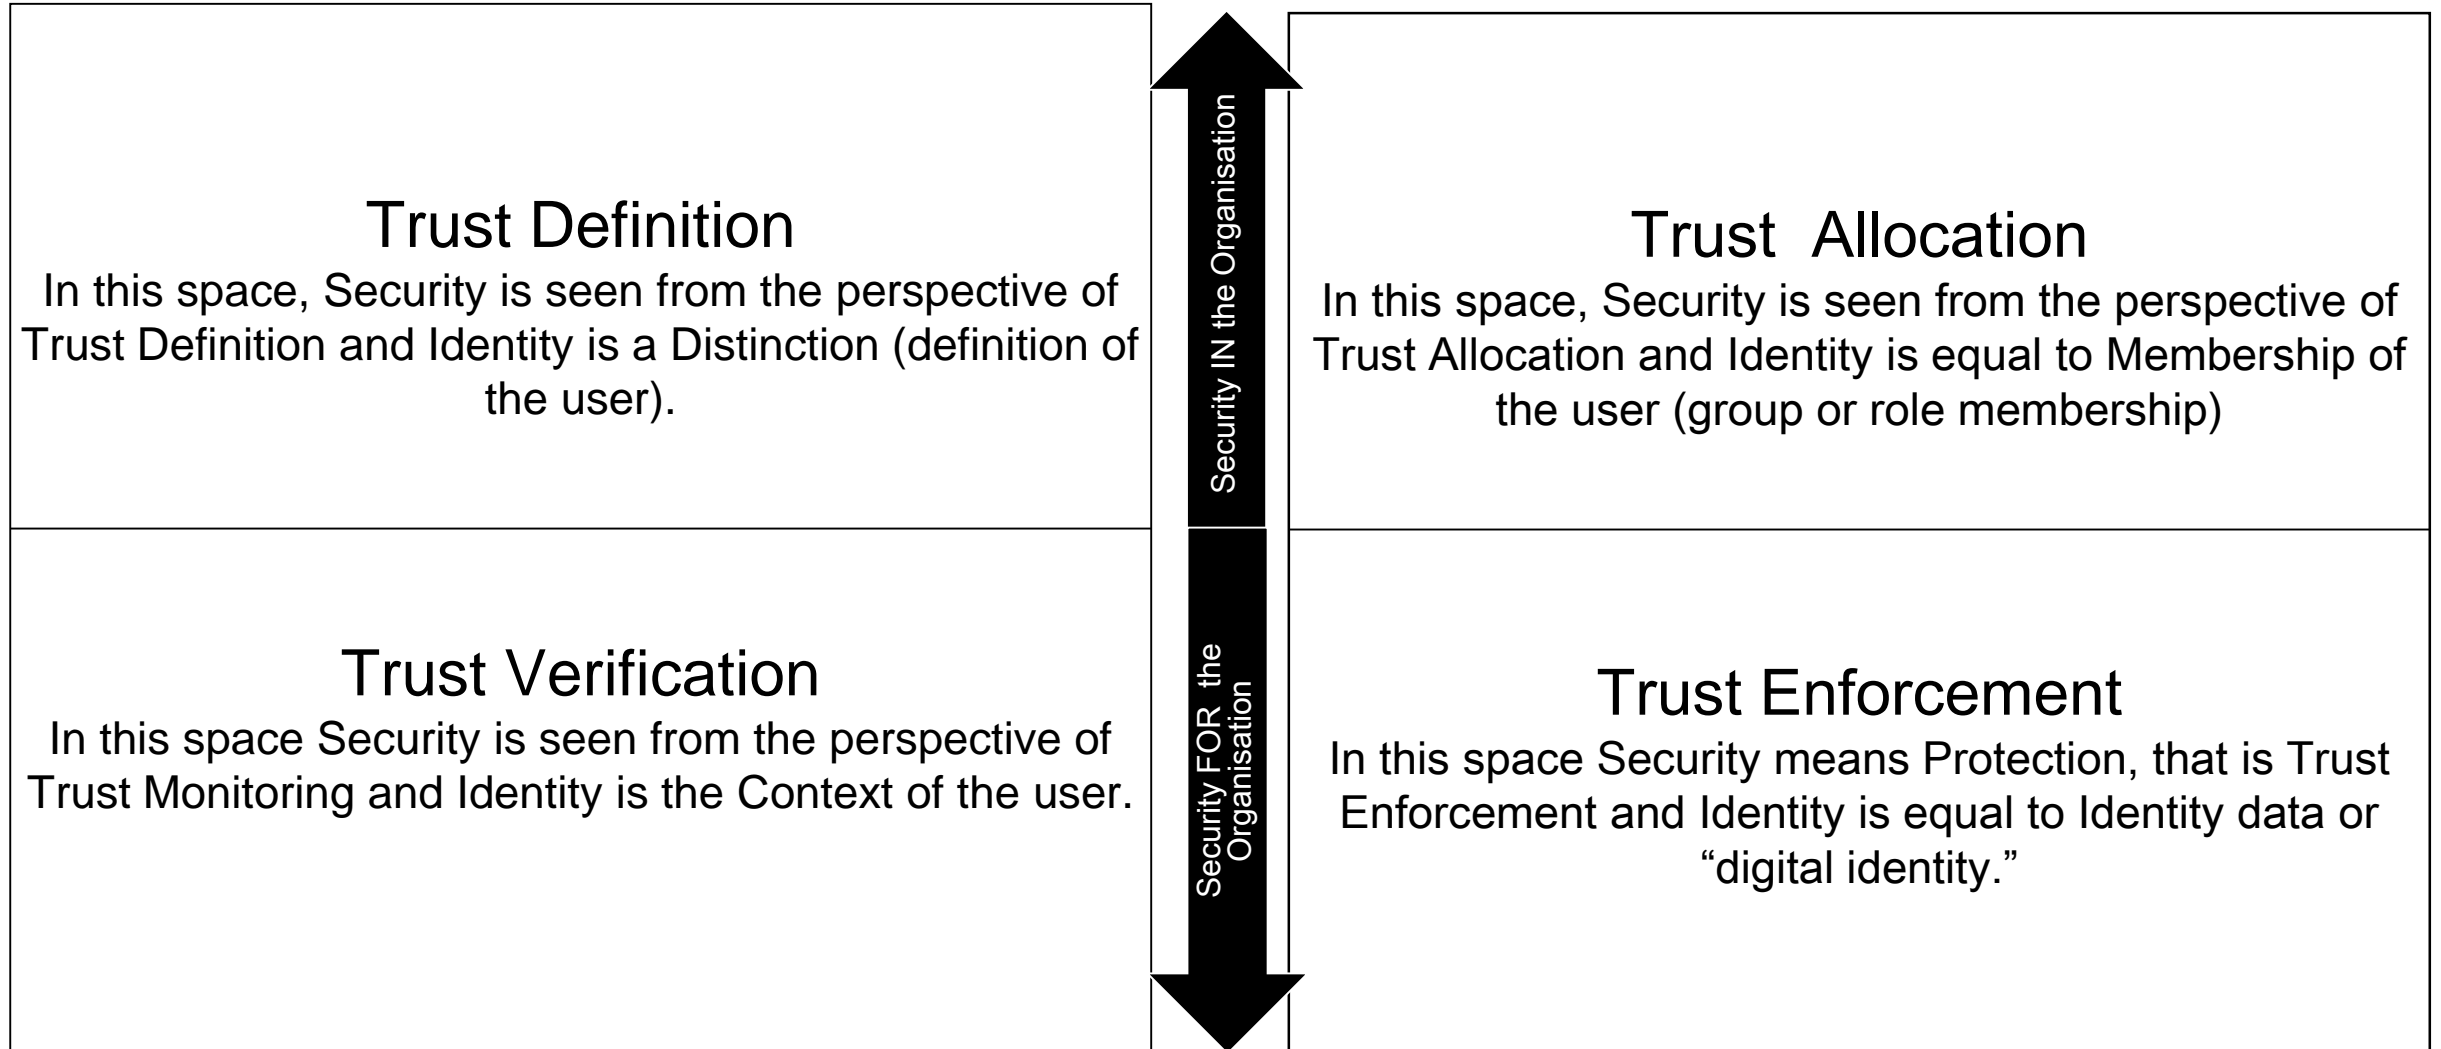 Trust Definition
In this space, Security is seen from the perspective of
Trust Definition and Identity is a Distinction (definition of
the user).
Security IN the Organisation
Trust  Allocation
In this space, Security is seen from the perspective of
Trust Allocation and Identity is equal to Membership of
the user (group or role membership)
Trust Verification
In this space Security is seen from the perspective of
Trust Monitoring and Identity is the Context of the user.
Security FOR  the
Organisation
Trust Enforcement
In this space Security means Protection, that is Trust
Enforcement and Identity is equal to Identity data or
“digital identity.”